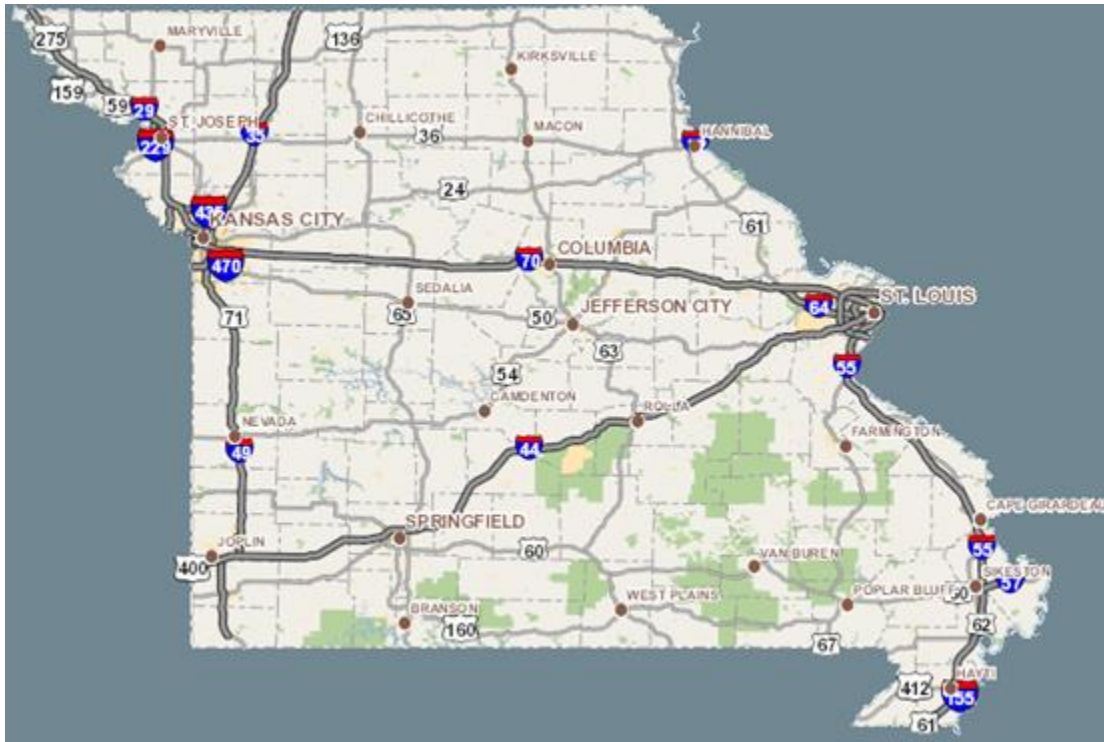 275
MARYVILLE
136
KIRKSVILLE
159
59
29
ST. JOSEPH
229
35
CHILLICOTHE
36
MACON
HANNIBAL
24
435
KANSAS CITY
61
470
70
COLUMBIA
SEDALIA
65
50
JEFFERSON CITY
64
ST. LOUIS
71
63
54
55
CAMDENTON
ROLLA
NEVADA
49
44
FARMINGTON
SPRINGFIELD
CAPE GIRARDEAU
JOPLIN
400
60
VAN BUREN
55
SIKESTON
57
BRANSON
160
WEST PLAINS
POPLAR BLUFF
60
62
67
HAYTI
412
155
61